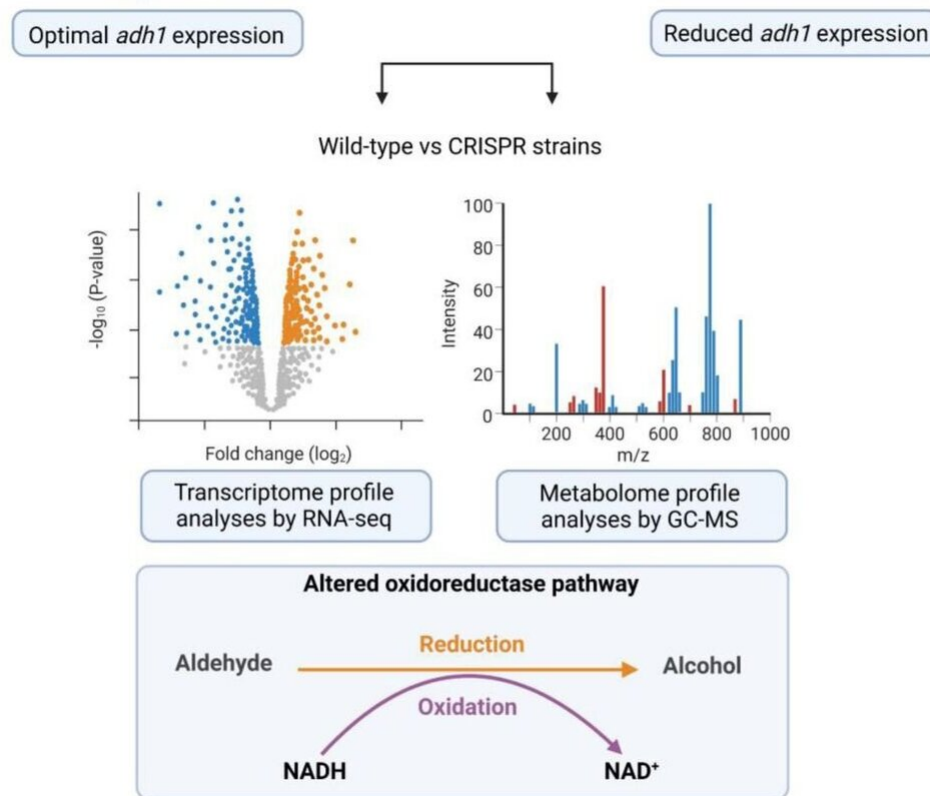 Optimal adh1 expression
Reduced adh1 expression
Wild-type vs CRISPR strains
-log₁₀ (P-value)
Fold change (log₂)
Intensity
100
80
60
40
20
0
200 400 600 800 1000
m/z
Transcriptome profile
analyses by RNA-seq
Metabolome profile
analyses by GC-MS
Altered oxidoreductase pathway
Reduction
Aldehyde
Alcohol
Oxidation
NADH
NAD⁺